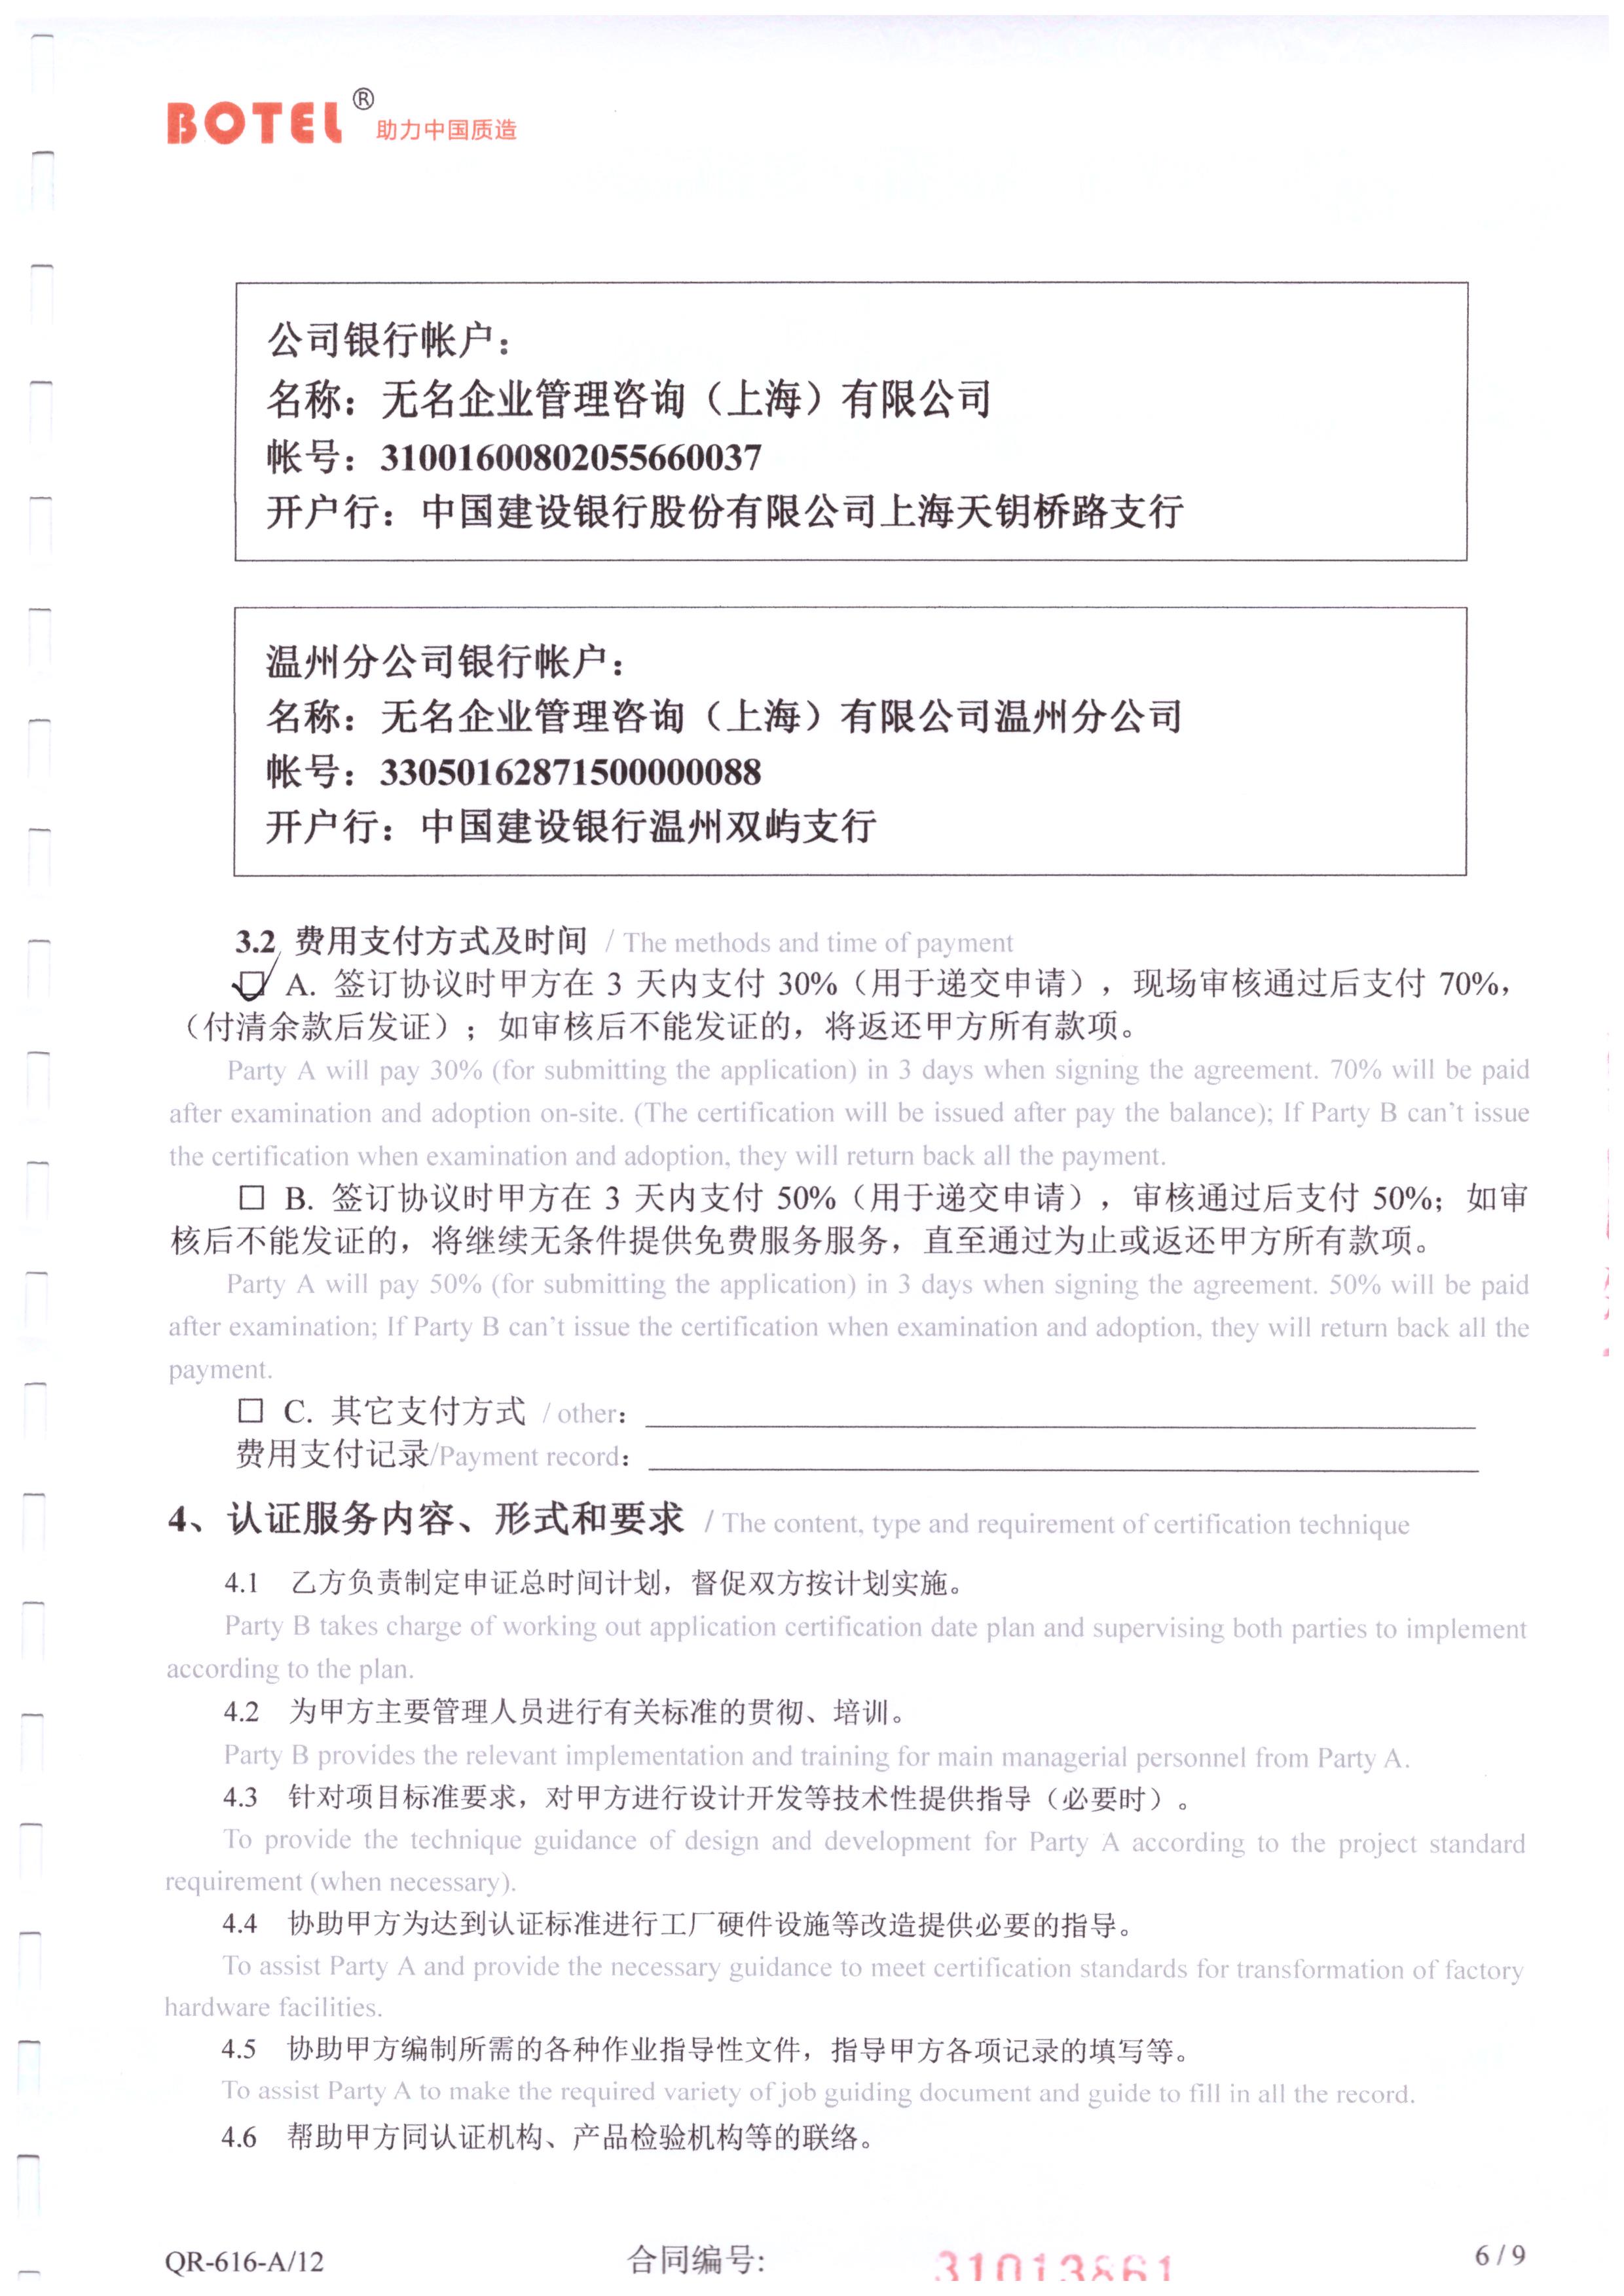 BOTEL® 助力中国质造
公司银行帐户：
名称：无名企业管理咨询（上海）有限公司
帐号：31001600802055660037
开户行：中国建设银行股份有限公司上海天钥桥路支行
温州分公司银行帐户：
名称：无名企业管理咨询（上海）有限公司温州分公司
帐号：33050162871500000088
开户行：中国建设银行温州双屿支行
3.2 费用支付方式及时间 / The methods and time of payment
☑ A. 签订协议时甲方在 3 天内支付 30%（用于递交申请），现场审核通过后支付 70%，
（付清余款后发证）；如审核后不能发证的，将返还甲方所有款项。
Party A will pay 30% (for submitting the application) in 3 days when signing the agreement. 70% will be paid
after examination and adoption on-site. (The certification will be issued after pay the balance); If Party B can't issue
the certification when examination and adoption, they will return back all the payment.
☐ B. 签订协议时甲方在 3 天内支付 50%（用于递交申请），审核通过后支付 50%；如审
核后不能发证的，将继续无条件提供免费服务服务，直至通过为止或返还甲方所有款项。
Party A will pay 50% (for submitting the application) in 3 days when signing the agreement. 50% will be paid
after examination; If Party B can't issue the certification when examination and adoption, they will return back all the
payment.
☐ C. 其它支付方式 / other：
费用支付记录/Payment record：
4、认证服务内容、形式和要求 / The content, type and requirement of certification technique
4.1 乙方负责制定申证总时间计划，督促双方按计划实施。
Party B takes charge of working out application certification date plan and supervising both parties to implement
according to the plan.
4.2 为甲方主要管理人员进行有关标准的贯彻、培训。
Party B provides the relevant implementation and training for main managerial personnel from Party A.
4.3 针对项目标准要求，对甲方进行设计开发等技术性提供指导（必要时）。
To provide the technique guidance of design and development for Party A according to the project standard
requirement (when necessary).
4.4 协助甲方为达到认证标准进行工厂硬件设施等改造提供必要的指导。
To assist Party A and provide the necessary guidance to meet certification standards for transformation of factory
hardware facilities.
4.5 协助甲方编制所需的各种作业指导性文件，指导甲方各项记录的填写等。
To assist Party A to make the required variety of job guiding document and guide to fill in all the record.
4.6 帮助甲方同认证机构、产品检验机构等的联络。
QR-616-A/12 合同编号: 31013861 6 / 9